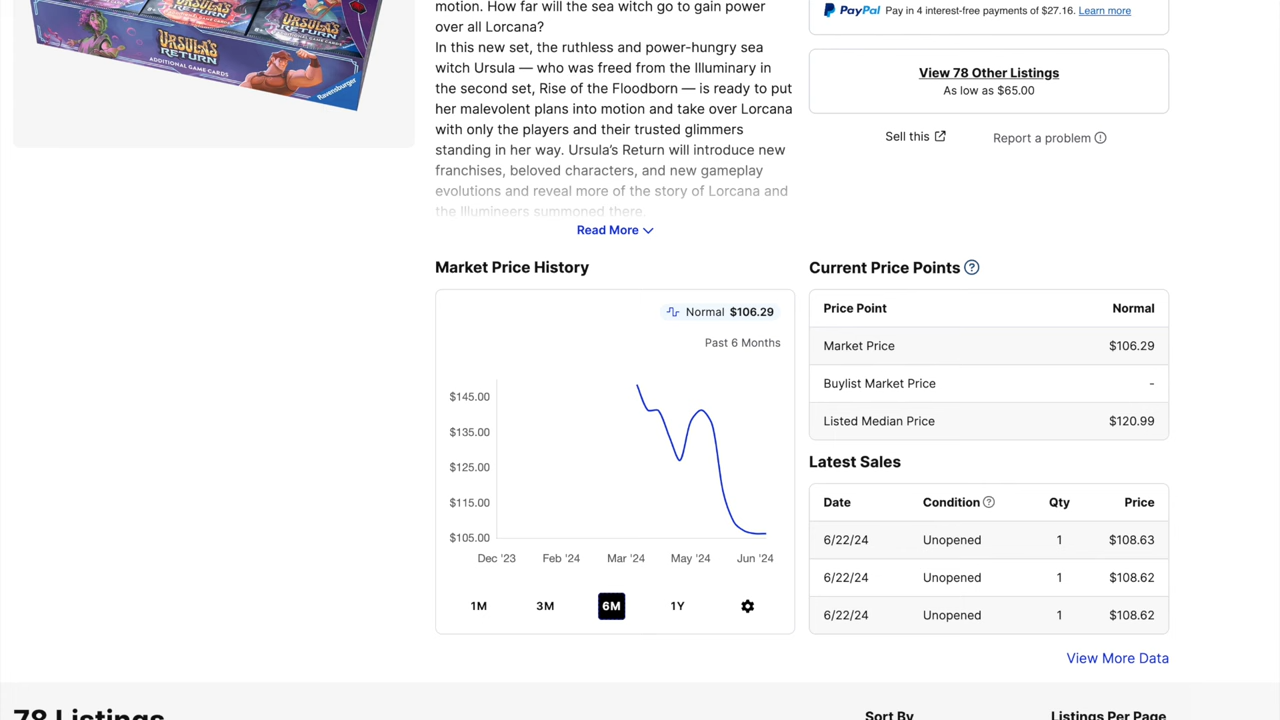 URSULA'S
RETURN
URSULA'S
URSULA'S
RETURN
ADDITIONAL GAME CARDS
Ravensburger
motion. How far will the sea witch go to gain power
over all Lorcana?
In this new set, the ruthless and power-hungry sea
witch Ursula — who was freed from the Illuminary in
the second set, Rise of the Floodborn — is ready to put
her malevolent plans into motion and take over Lorcana
with only the players and their trusted glimmers
standing in her way. Ursula's Return will introduce new
franchises, beloved characters, and new gameplay
evolutions and reveal more of the story of Lorcana and
the Illumineers summoned there.
Read More
PayPal Pay in 4 interest-free payments of $27.16. Learn more
View 78 Other Listings
As low as $65.00
Sell this
Report a problem
Market Price History
Normal $106.29
Past 6 Months
$145.00
$135.00
$125.00
$115.00
$105.00
Dec '23 Feb '24 Mar '24 May '24 Jun '24
1M 3M 6M 1Y
Current Price Points
Price Point Normal
Market Price $106.29
Buylist Market Price -
Listed Median Price $120.99
Latest Sales
Date Condition Qty Price
6/22/24 Unopened 1 $108.63
6/22/24 Unopened 1 $108.62
6/22/24 Unopened 1 $108.62
View More Data
78 Listings
Sort By
Listings Per Page